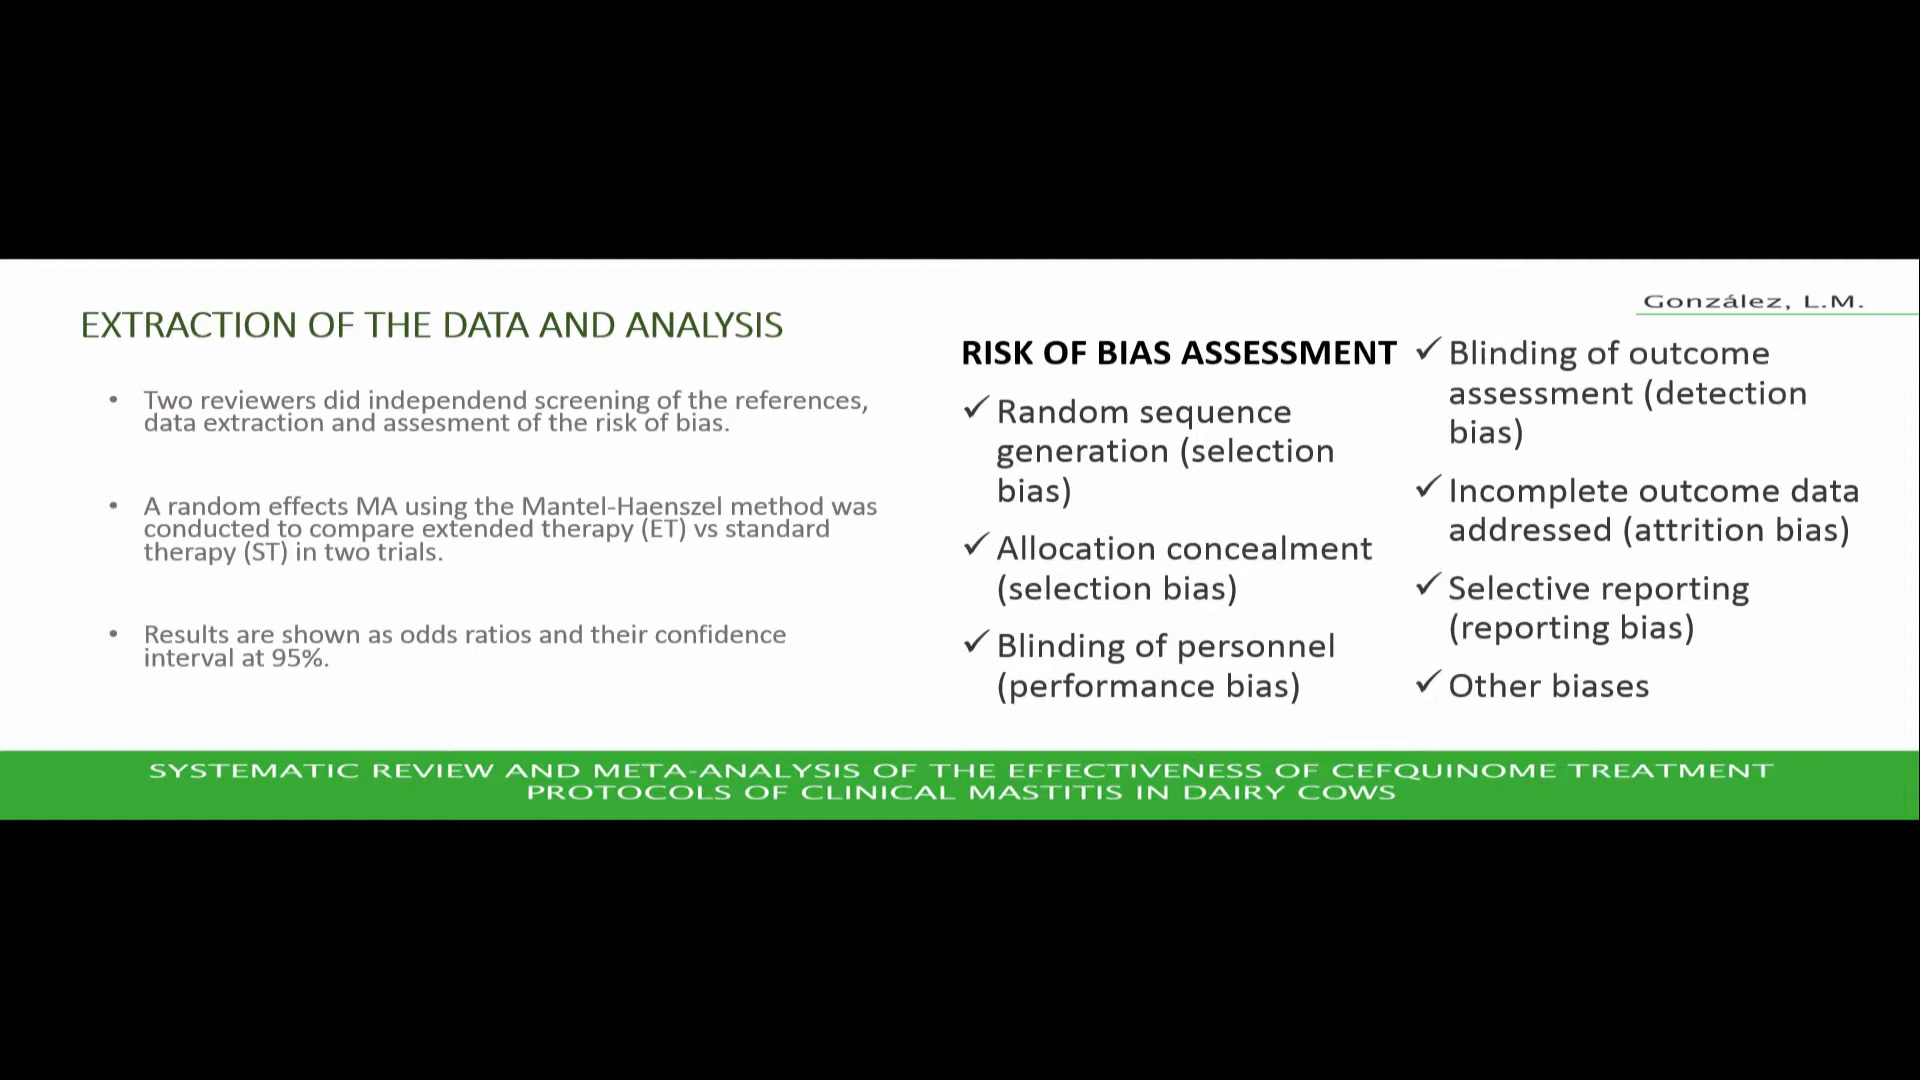 González, L.M.
EXTRACTION OF THE DATA AND ANALYSIS
• Two reviewers did independend screening of the references,
data extraction and assesment of the risk of bias.
• A random effects MA using the Mantel-Haenszel method was
conducted to compare extended therapy (ET) vs standard
therapy (ST) in two trials.
• Results are shown as odds ratios and their confidence
interval at 95%.
RISK OF BIAS ASSESSMENT
✓ Random sequence
generation (selection
bias)
✓ Allocation concealment
(selection bias)
✓ Blinding of personnel
(performance bias)
✓ Blinding of outcome
assessment (detection
bias)
✓ Incomplete outcome data
addressed (attrition bias)
✓ Selective reporting
(reporting bias)
✓ Other biases
SYSTEMATIC REVIEW AND META-ANALYSIS OF THE EFFECTIVENESS OF CEFQUINOME TREATMENT
PROTOCOLS OF CLINICAL MASTITIS IN DAIRY COWS